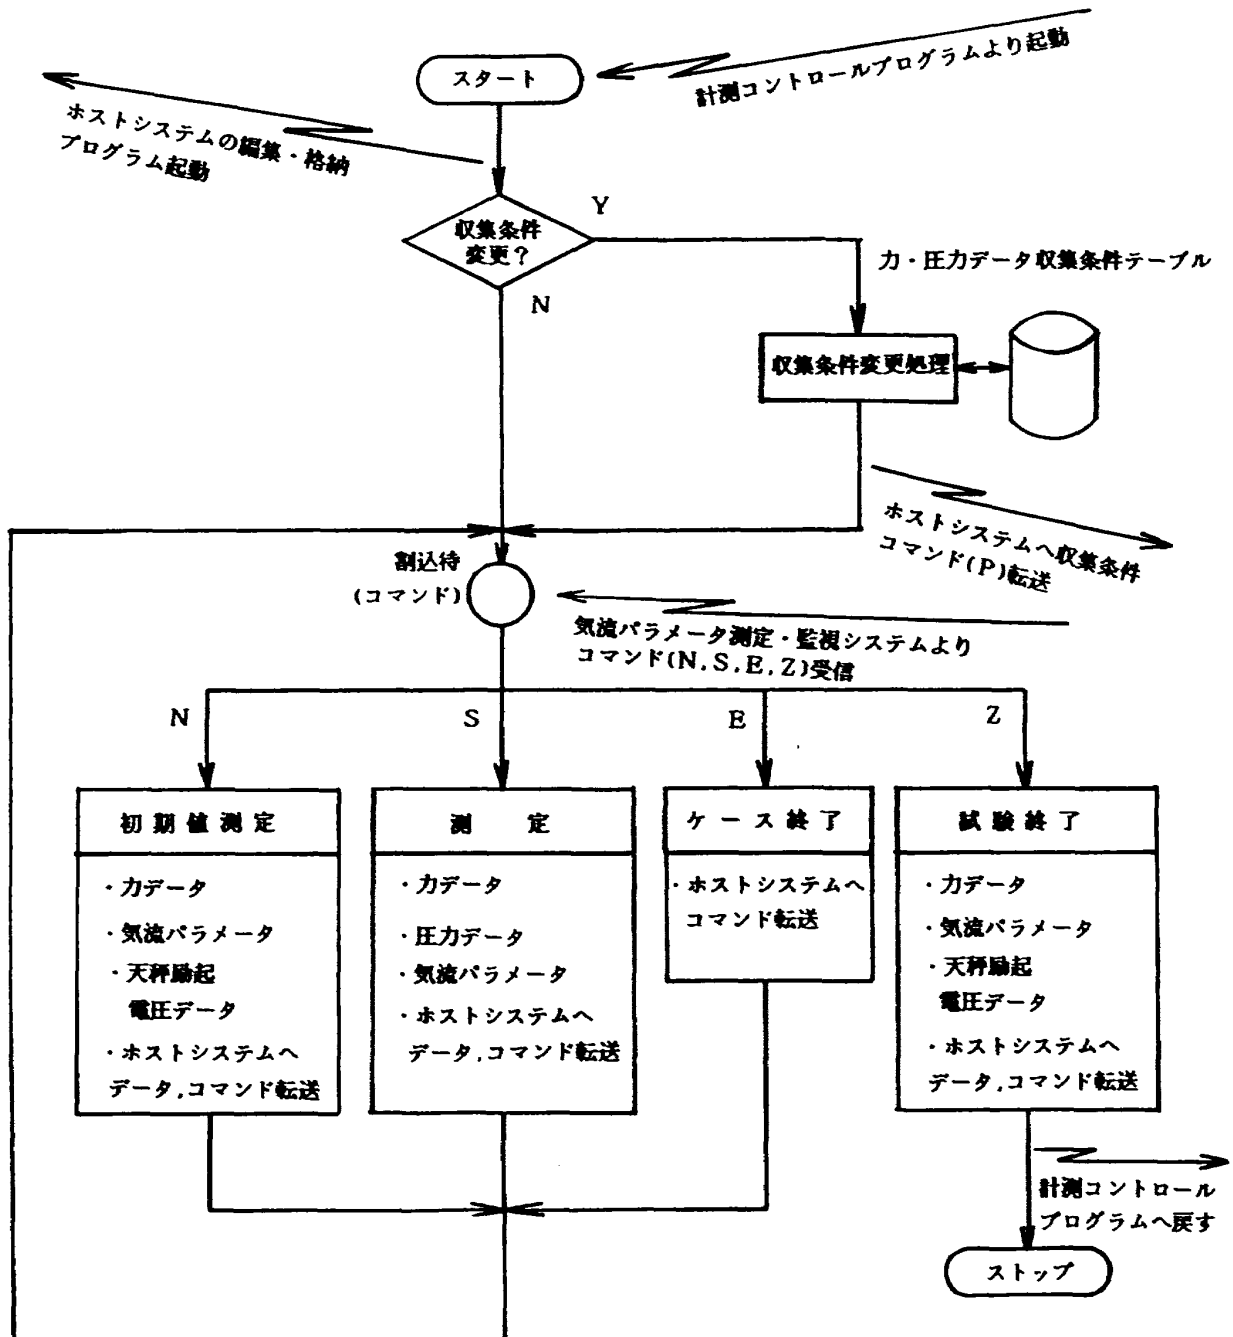 計測コントロールプログラムより起動
スタート
ホストシステムの編集・格納
プログラム起動
収集条件
変更?
Y
N
力・圧力データ収集条件テーブル
収集条件変更処理
ホストシステムへ収集条件
コマンド(P)転送
割込待
(コマンド)
気流パラメータ測定・監視システムより
コマンド(N,S,E,Z)受信
N
S
E
Z
初期値測定
・力データ
・気流パラメータ
・天秤励起
電圧データ
・ホストシステムへ
データ,コマンド転送
測 定
・力データ
・圧力データ
・気流パラメータ
・ホストシステムへ
データ,コマンド転送
ケース終了
・ホストシステムへ
コマンド転送
試験終了
・力データ
・気流パラメータ
・天秤励起
電圧データ
・ホストシステムへ
データ,コマンド転送
計測コントロール
プログラムへ戻す
ストップ